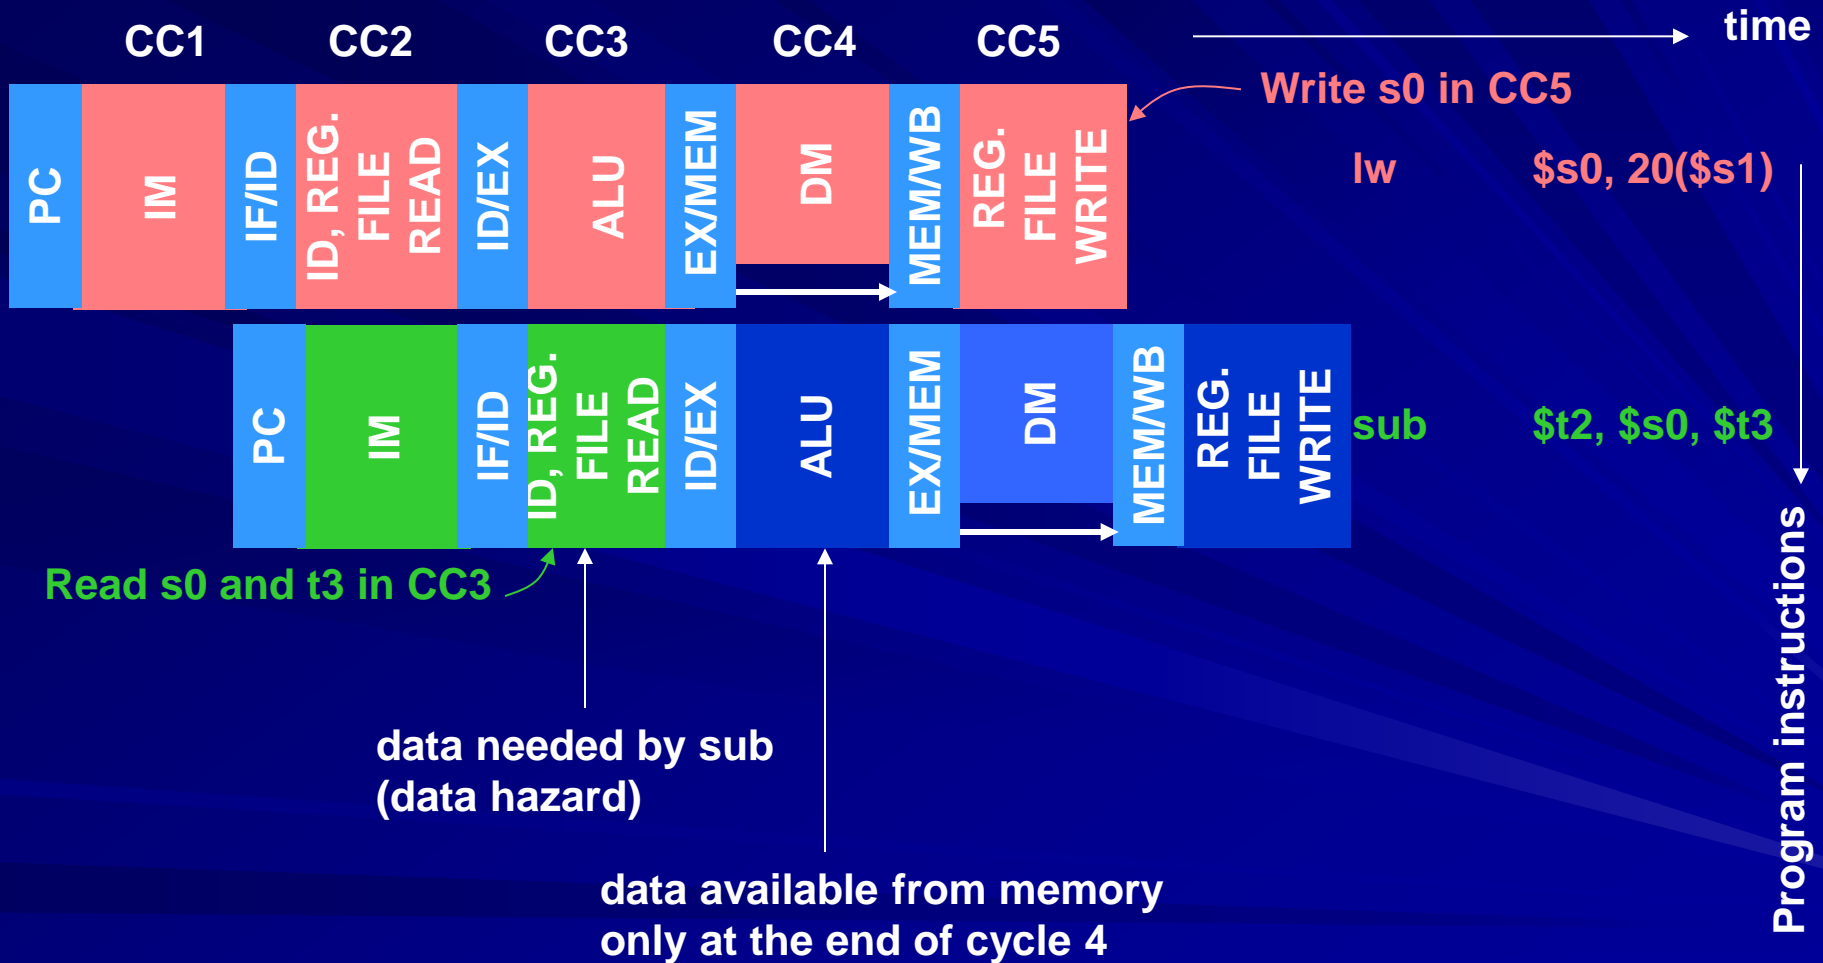 CC1 CC2 CC3 CC4 CC5 time
Write s0 in CC5
PC
IM
IF/ID
ID, REG.
FILE
READ
ID/EX
ALU
EX/MEM
DM
MEM/WB
REG.
FILE
WRITE
lw $s0, 20($s1)
PC
IM
IF/ID
ID, REG.
FILE
READ
ID/EX
ALU
EX/MEM
DM
MEM/WB
REG.
FILE
WRITE
sub $t2, $s0, $t3
Read s0 and t3 in CC3
data needed by sub
(data hazard)
data available from memory
only at the end of cycle 4
Program instructions